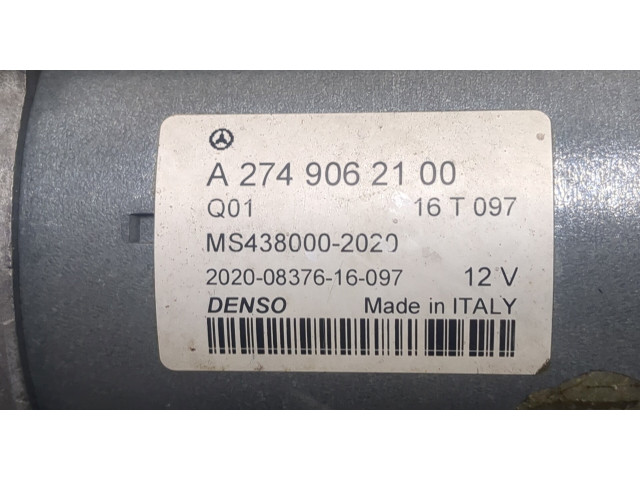 A 274 906 21 00
Q01 16 T 097
MS438000-2020
2020-08376-16-097 12 V
DENSO Made in ITALY